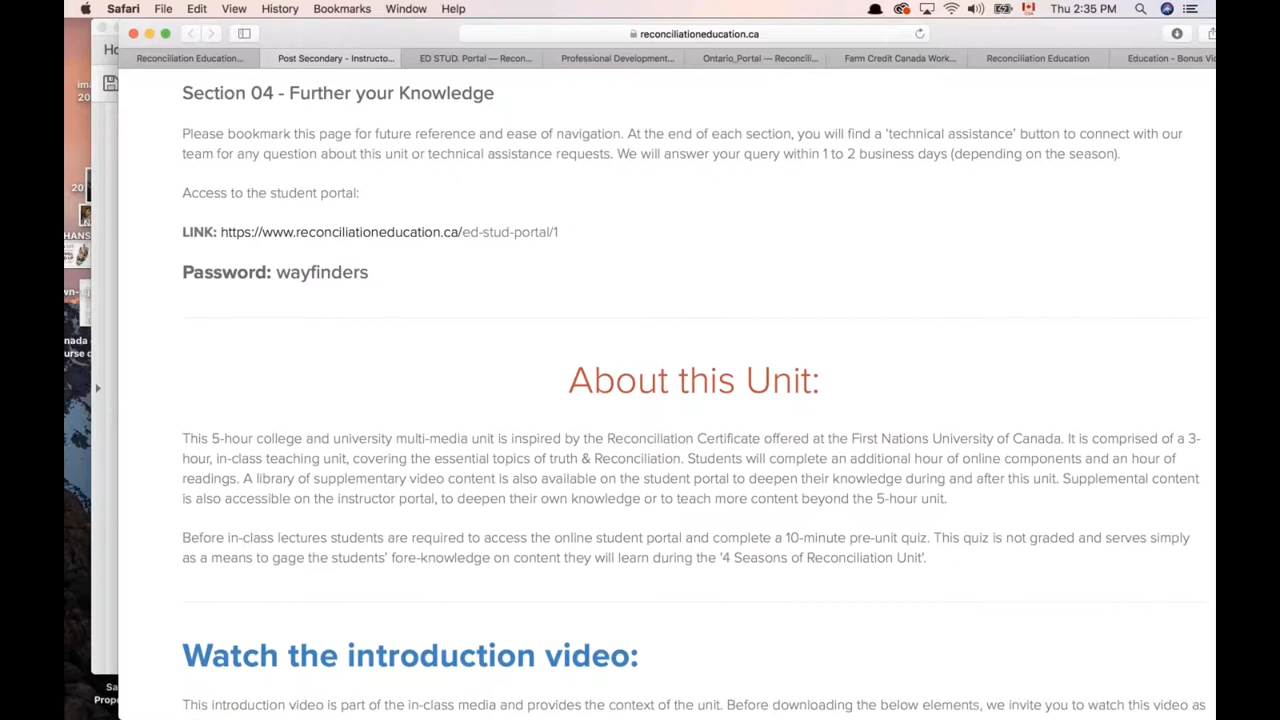 Safari File Edit View History Bookmarks Window Help Thu 2:35 PM
reconciliationeducation.ca
Reconciliation Education... Post Secondary - Instructo... ED STUD. Portal — Recon... Professional Development... Ontario_Portal — Reconcili... Farm Credit Canada Work... Reconciliation Education Education - Bonus Vid
Section 04 - Further your Knowledge
Please bookmark this page for future reference and ease of navigation. At the end of each section, you will find a 'technical assistance' button to connect with our
team for any question about this unit or technical assistance requests. We will answer your query within 1 to 2 business days (depending on the season).
Access to the student portal:
LINK: https://www.reconciliationeducation.ca/ed-stud-portal/1
Password: wayfinders
About this Unit:
This 5-hour college and university multi-media unit is inspired by the Reconciliation Certificate offered at the First Nations University of Canada. It is comprised of a 3-
hour, in-class teaching unit, covering the essential topics of truth & Reconciliation. Students will complete an additional hour of online components and an hour of
readings. A library of supplementary video content is also available on the student portal to deepen their knowledge during and after this unit. Supplemental content
is also accessible on the instructor portal, to deepen their own knowledge or to teach more content beyond the 5-hour unit.
Before in-class lectures students are required to access the online student portal and complete a 10-minute pre-unit quiz. This quiz is not graded and serves simply
as a means to gage the students' fore-knowledge on content they will learn during the '4 Seasons of Reconciliation Unit'.
Watch the introduction video:
This introduction video is part of the in-class media and provides the context of the unit. Before downloading the below elements, we invite you to watch this video as